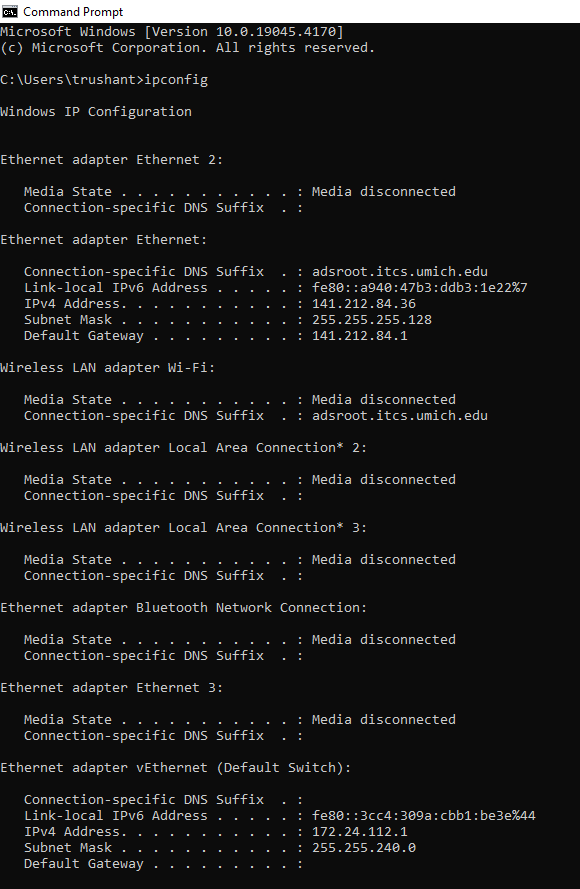 Command Prompt
Microsoft Windows [Version 10.0.19045.4170]
(c) Microsoft Corporation. All rights reserved.
C:\Users\trushant>ipconfig
Windows IP Configuration
Ethernet adapter Ethernet 2:
   Media State . . . . . . . . . . . : Media disconnected
   Connection-specific DNS Suffix  . :
Ethernet adapter Ethernet:
   Connection-specific DNS Suffix  . : adsroot.itcs.umich.edu
   Link-local IPv6 Address . . . . . : fe80::a940:47b3:ddb3:1e22%7
   IPv4 Address. . . . . . . . . . . : 141.212.84.36
   Subnet Mask . . . . . . . . . . . : 255.255.255.128
   Default Gateway . . . . . . . . . : 141.212.84.1
Wireless LAN adapter Wi-Fi:
   Media State . . . . . . . . . . . : Media disconnected
   Connection-specific DNS Suffix  . : adsroot.itcs.umich.edu
Wireless LAN adapter Local Area Connection* 2:
   Media State . . . . . . . . . . . : Media disconnected
   Connection-specific DNS Suffix  . :
Wireless LAN adapter Local Area Connection* 3:
   Media State . . . . . . . . . . . : Media disconnected
   Connection-specific DNS Suffix  . :
Ethernet adapter Bluetooth Network Connection:
   Media State . . . . . . . . . . . : Media disconnected
   Connection-specific DNS Suffix  . :
Ethernet adapter Ethernet 3:
   Media State . . . . . . . . . . . : Media disconnected
   Connection-specific DNS Suffix  . :
Ethernet adapter vEthernet (Default Switch):
   Connection-specific DNS Suffix  . :
   Link-local IPv6 Address . . . . . : fe80::3cc4:309a:cbb1:be3e%44
   IPv4 Address. . . . . . . . . . . : 172.24.112.1
   Subnet Mask . . . . . . . . . . . : 255.255.240.0
   Default Gateway . . . . . . . . . :